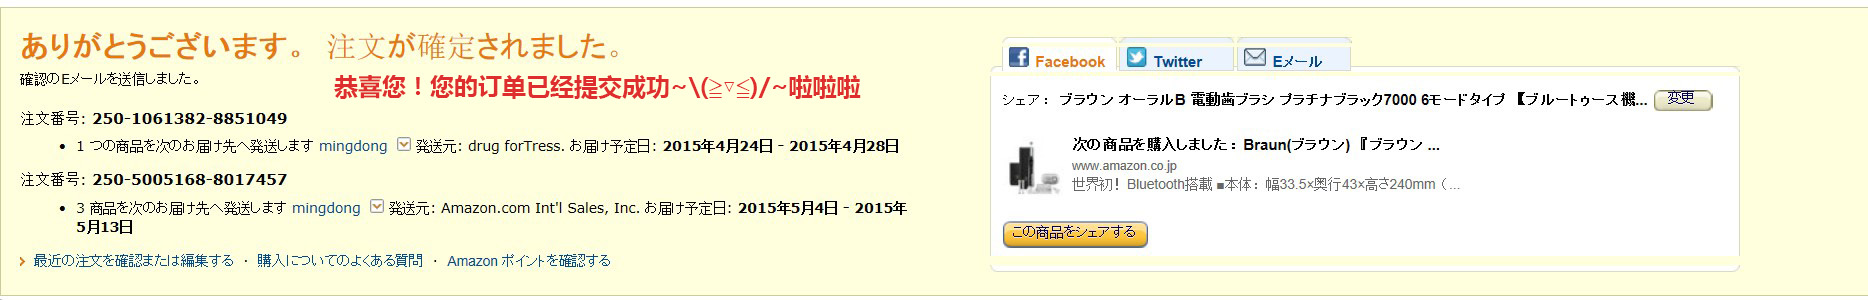 ありがとうございます。 注文が確定されました。
確認のEメールを送信しました。
恭喜您！您的订单已经提交成功~\(≧▽≦)/~啦啦啦
注文番号: 250-1061382-8851049
• 1 つの商品を次のお届け先へ発送します mingdong 発送元: drug forTress. お届け予定日: 2015年4月24日 - 2015年4月28日
注文番号: 250-5005168-8017457
• 3 商品を次のお届け先へ発送します mingdong 発送元: Amazon.com Int'l Sales, Inc. お届け予定日: 2015年5月4日 - 2015年
5月13日
› 最近の注文を確認または編集する ・ 購入についてのよくある質問 ・ Amazon ポイントを確認する
Facebook Twitter Eメール
シェア： ブラウン オーラルB 電動歯ブラシ プラチナブラック7000 6モードタイプ 【ブルートゥース機... 変更
次の商品を購入しました： Braun(ブラウン) 『ブラウン ...
www.amazon.co.jp
世界初！Bluetooth搭載 ■本体：幅33.5×奥行43×高さ240mm（...
この商品をシェアする